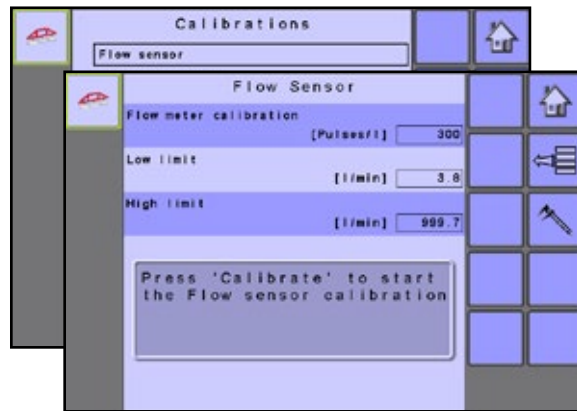 Calibrations
Flow sensor
Flow Sensor
Flow meter calibration
[Pulses/l] 300
Low limit
[l/min] 3.8
High limit
[l/min] 999.7
Press 'Calibrate' to start
the Flow sensor calibration